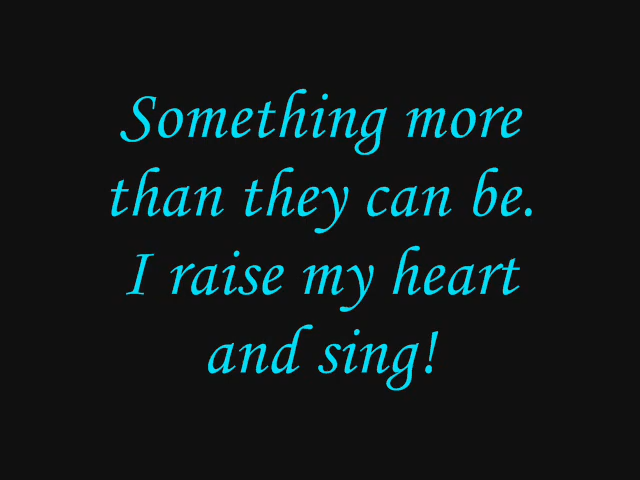 Something more
than they can be.
I raise my heart
and sing!